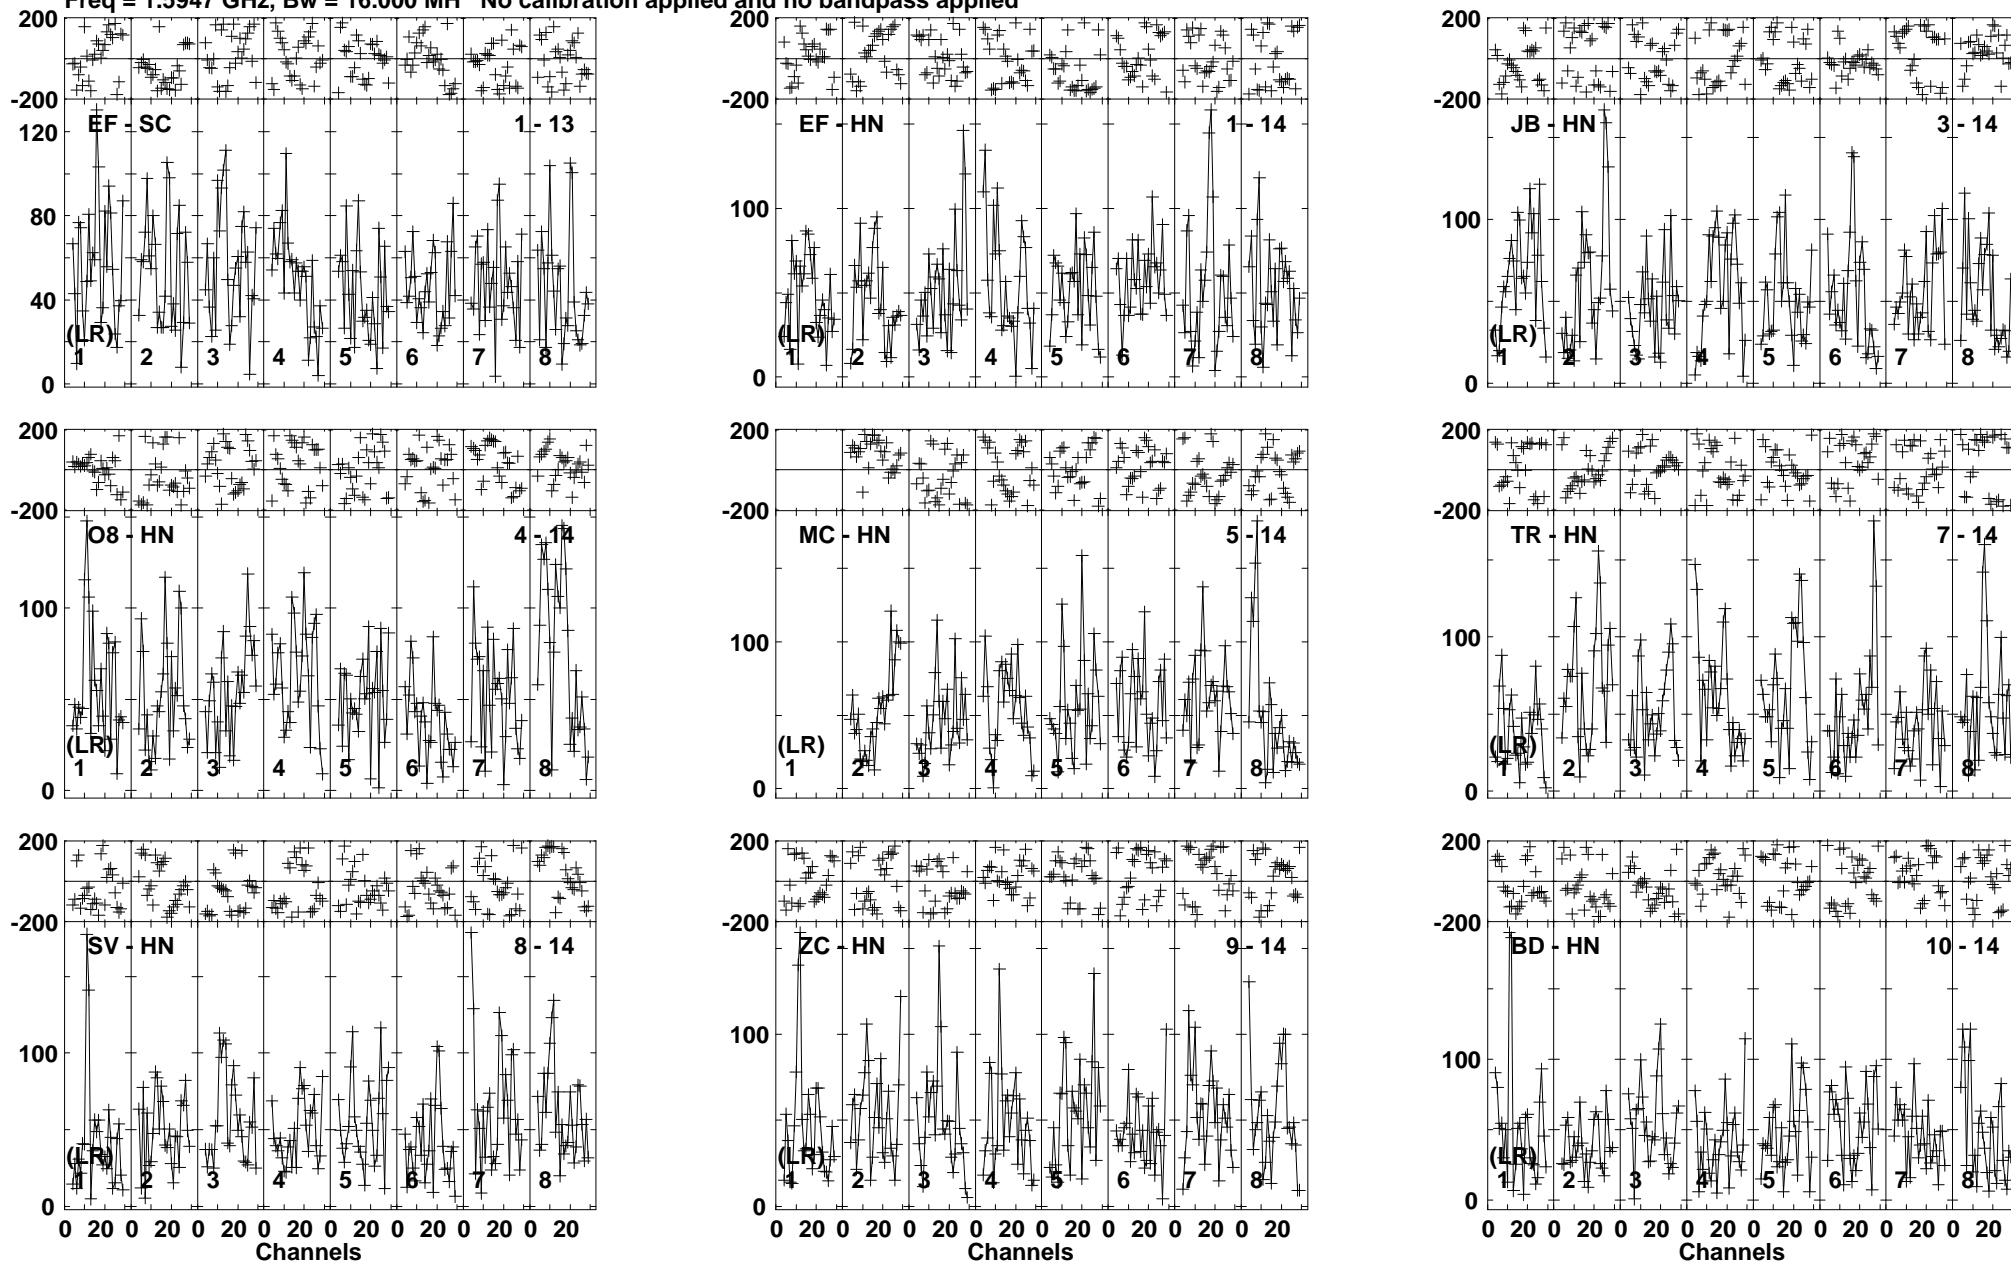 Freq = 1.5947 GHz, Bw = 16.000 MH No calibration applied and no bandpass applied
200 200 200
-200 -200 -200
EF - SC 1 - 13 EF - HN 1 - 14 JB - HN 3 - 14
120
80
40
0
100
0
100
0
(LR) (LR) (LR)
1 2 3 4 5 6 7 8 1 2 3 4 5 6 7 8 1 2 3 4 5 6 7 8
200 200 200
-200 -200 -200
O8 - HN 4 - 14 MC - HN 5 - 14 TR - HN 7 - 14
100 100 100
(LR) (LR) (LR)
1 2 3 4 5 6 7 8 1 2 3 4 5 6 7 8 1 2 3 4 5 6 7 8
0 0 0
200 200 200
-200 -200 -200
SV - HN 8 - 14 ZC - HN 9 - 14 BD - HN 10 - 14
100 100 100
(LR) (LR) (LR)
1 2 3 4 5 6 7 8 1 2 3 4 5 6 7 8 1 2 3 4 5 6 7 8
0 0 0
0 20 0 20 0 20 0 20 0 20 0 20 0 20 0 20 0 20 0 20 0 20 0 20 0 20 0 20 0 20 0 20 0 20 0 20 0 20 0 20 0 20 0 20 0 20 0 20
Channels Channels Channels